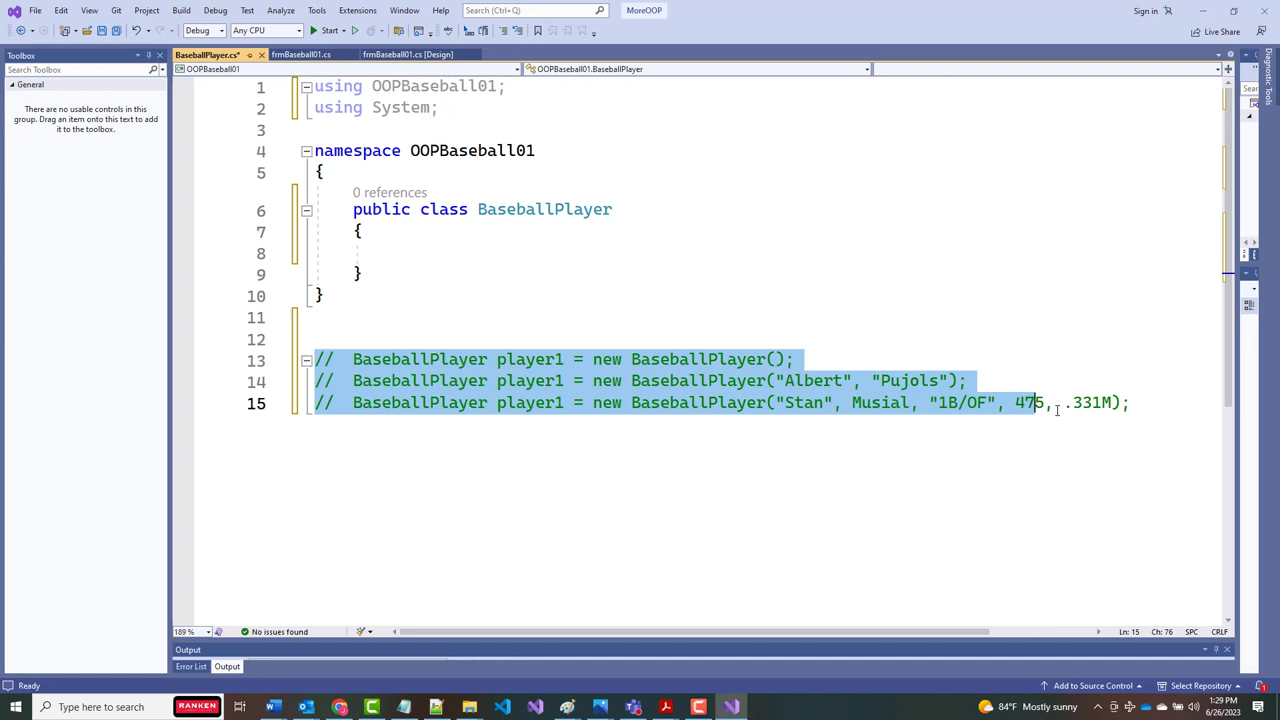 File Edit View Git Project Build Debug Test Analyze Tools Extensions Window Help Search (Ctrl+Q) MoreOOP Sign in
Debug Any CPU Start Live Share
Toolbox
Search Toolbox
General
There are no usable controls in this
group. Drag an item onto this text to add
it to the toolbox.
BaseballPlayer.cs* frmBaseball01.cs frmBaseball01.cs [Design]
OOPBaseball01 OOPBaseball01.BaseballPlayer
1 using OOPBaseball01;
2 using System;
3
4 namespace OOPBaseball01
5 {
0 references
6 public class BaseballPlayer
7 {
8
9 }
10 }
11
12
13 // BaseballPlayer player1 = new BaseballPlayer();
14 // BaseballPlayer player1 = new BaseballPlayer("Albert", "Pujols");
15 // BaseballPlayer player1 = new BaseballPlayer("Stan", Musial, "1B/OF", 475, .331M);
189 % No issues found Ln: 15 Ch: 76 SPC CRLF
Output
Error List Output
Ready Add to Source Control Select Repository 1
Type here to search RANKEN 84°F Mostly sunny 1:29 PM
6/26/2023
Diagnostic Tools
Sear